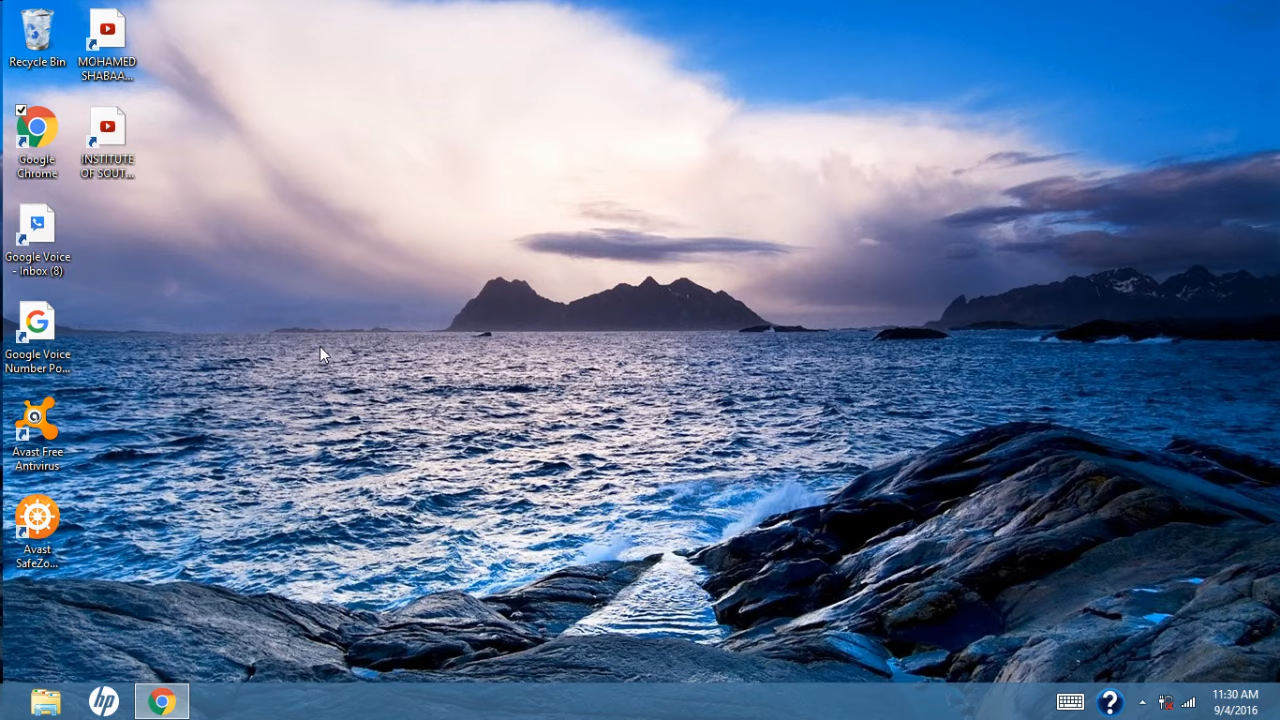 Recycle Bin
MOHAMED
SHABAA...
Google
Chrome
INSTITUTE
OF SOUT...
Google Voice
- Inbox (8)
Google Voice
Number Po...
Avast Free
Antivirus
Avast
SafeZo...
hp
?
11:30 AM
9/4/2016